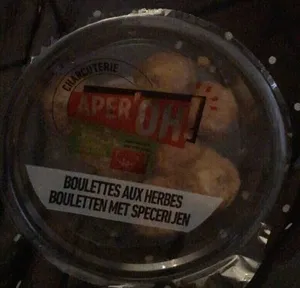 CHARCUTERIE
APER'OH!
BOULETTES AUX HERBES
BOULETTEN MET SPECERIJEN